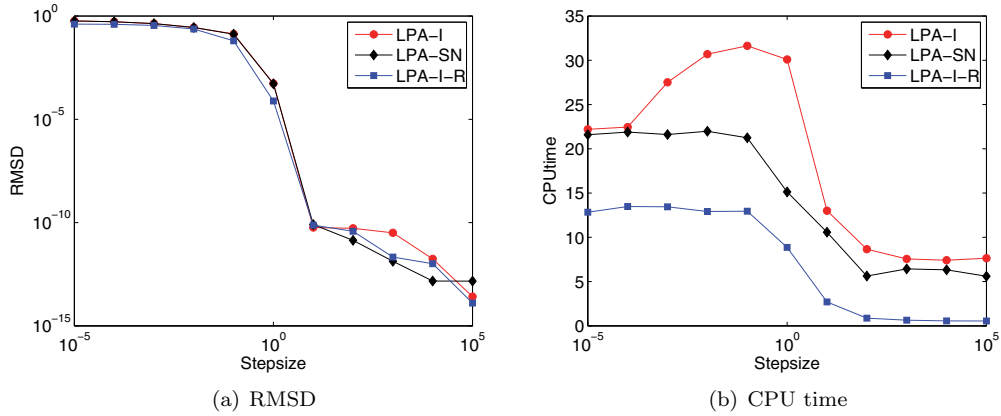 RMSD
10^0
10^-5
10^-10
10^-15
10^-5
10^0
10^5
Stepsize
LPA-I
LPA-SN
LPA-I-R
(a) RMSD
CPUtime
35
30
25
20
15
10
5
0
10^-5
10^0
10^5
Stepsize
LPA-I
LPA-SN
LPA-I-R
(b) CPU time